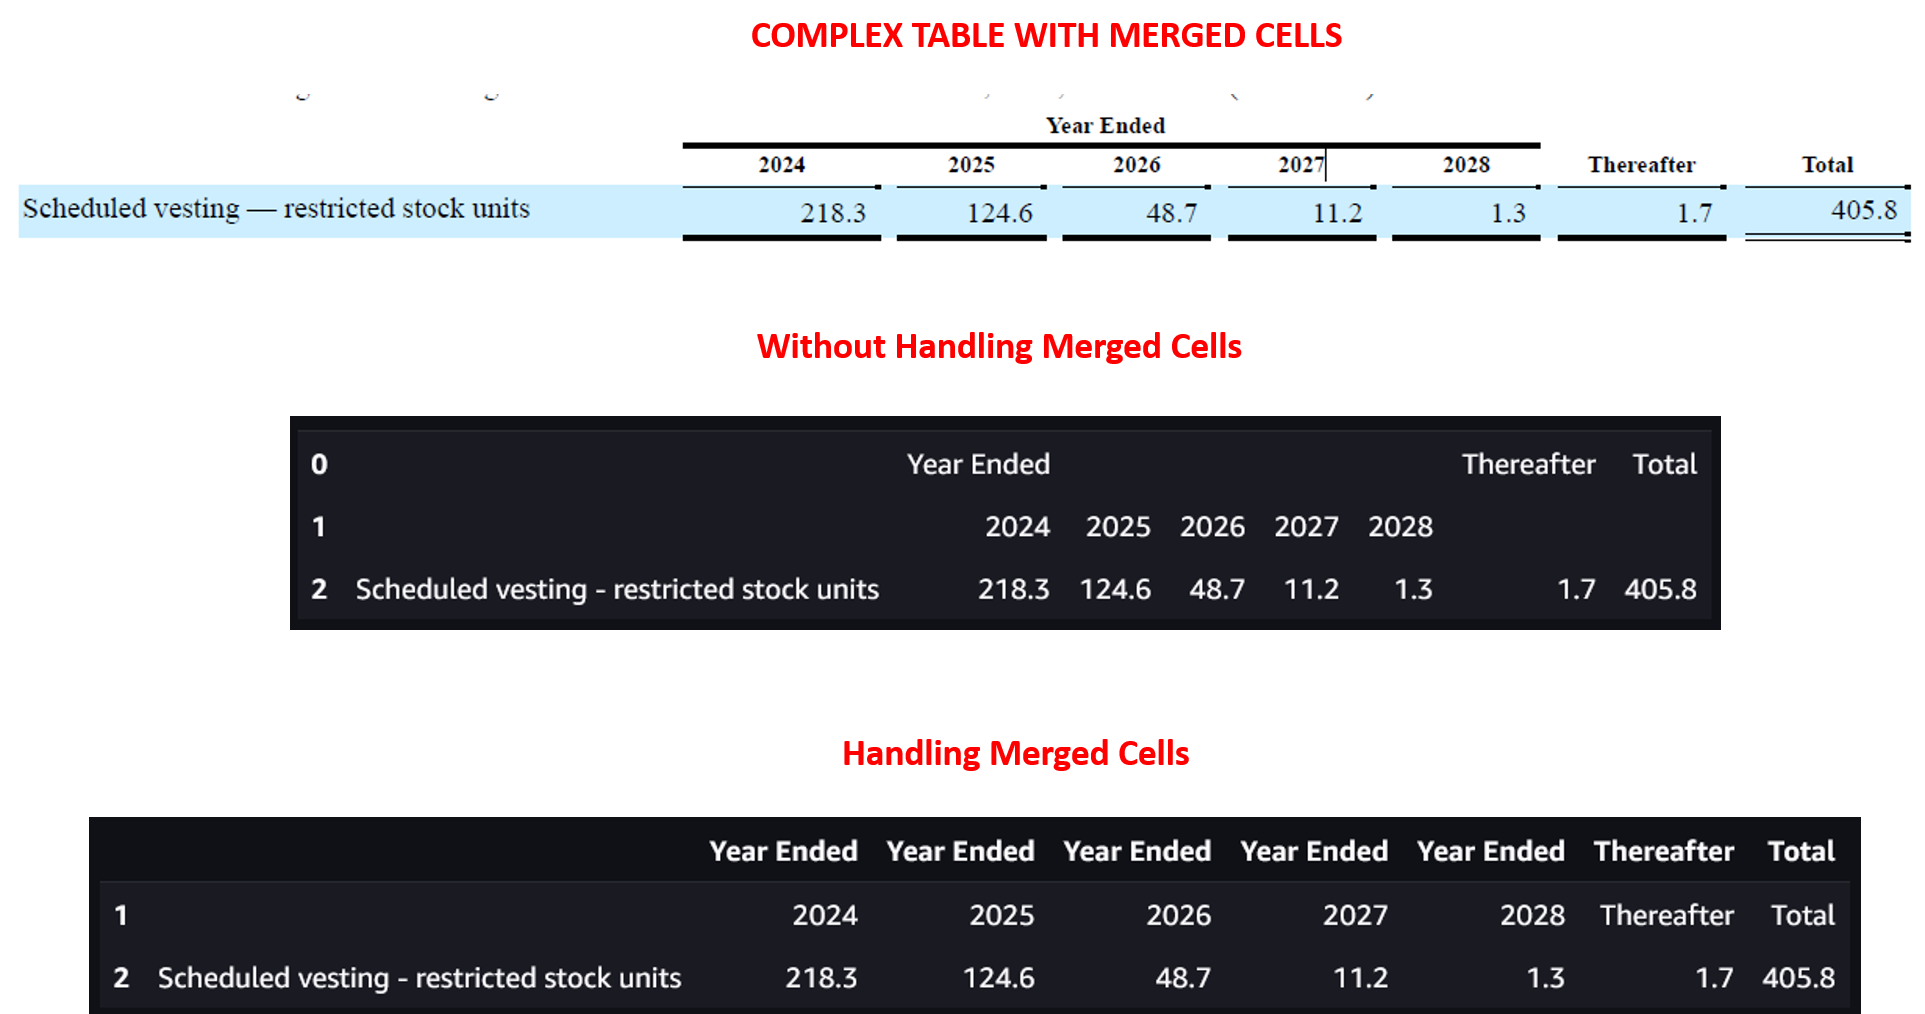 COMPLEX TABLE WITH MERGED CELLS
Year Ended
2024 2025 2026 2027 2028 Thereafter Total
Scheduled vesting — restricted stock units 218.3 124.6 48.7 11.2 1.3 1.7 405.8
Without Handling Merged Cells
0 Year Ended Thereafter Total
1 2024 2025 2026 2027 2028
2 Scheduled vesting - restricted stock units 218.3 124.6 48.7 11.2 1.3 1.7 405.8
Handling Merged Cells
Year Ended Year Ended Year Ended Year Ended Year Ended Thereafter Total
1 2024 2025 2026 2027 2028 Thereafter Total
2 Scheduled vesting - restricted stock units 218.3 124.6 48.7 11.2 1.3 1.7 405.8